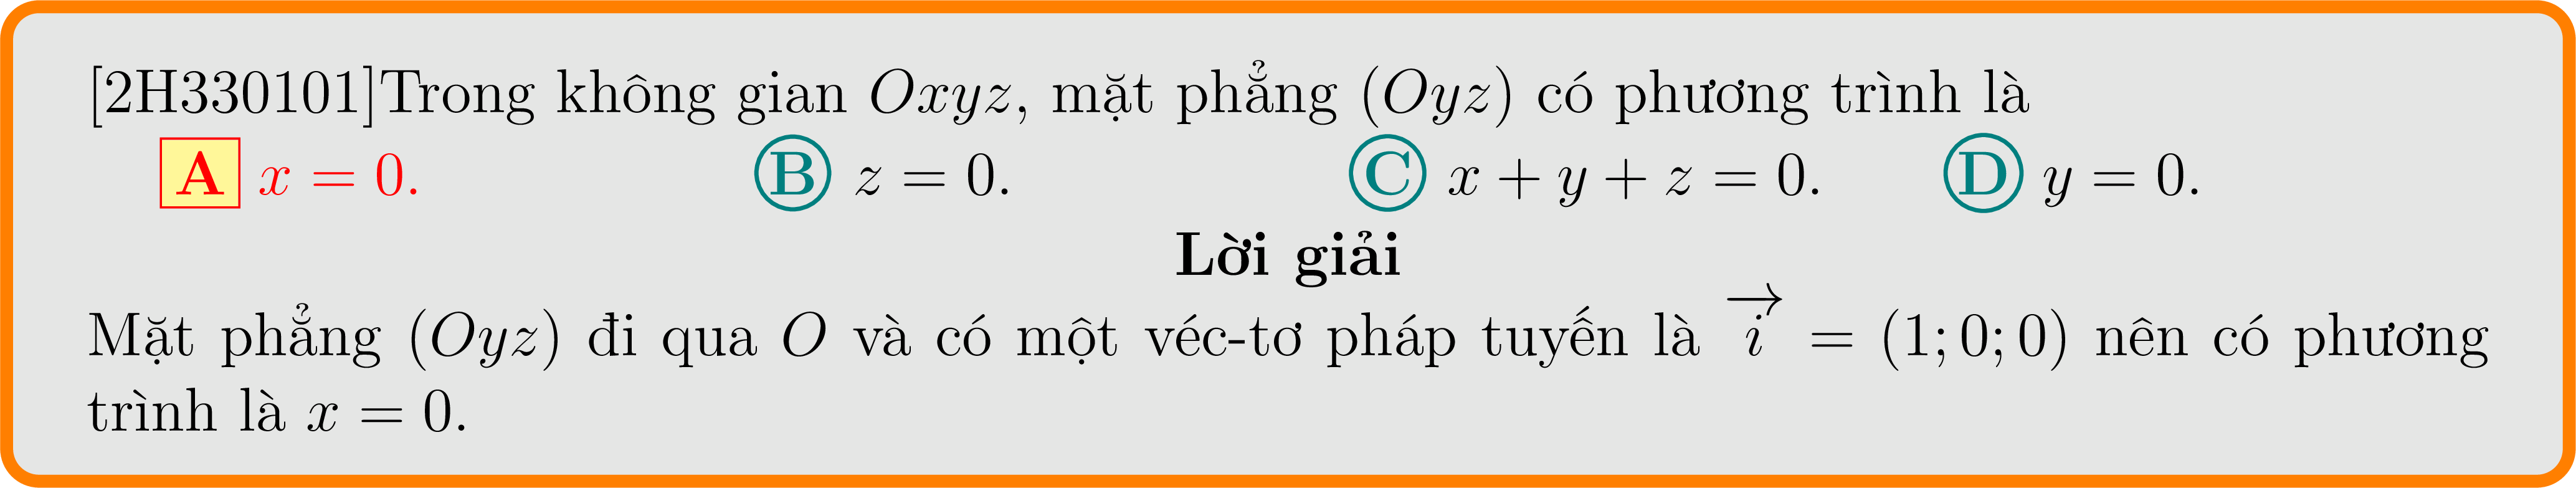 [2H330101]Trong không gian Oxyz, mặt phẳng (Oyz) có phương trình là
A x = 0. B z = 0. C x + y + z = 0. D y = 0.
Lời giải
Mặt phẳng (Oyz) đi qua O và có một véc-tơ pháp tuyến là \overrightarrow{i} = (1; 0; 0) nên có phương
trình là x = 0.